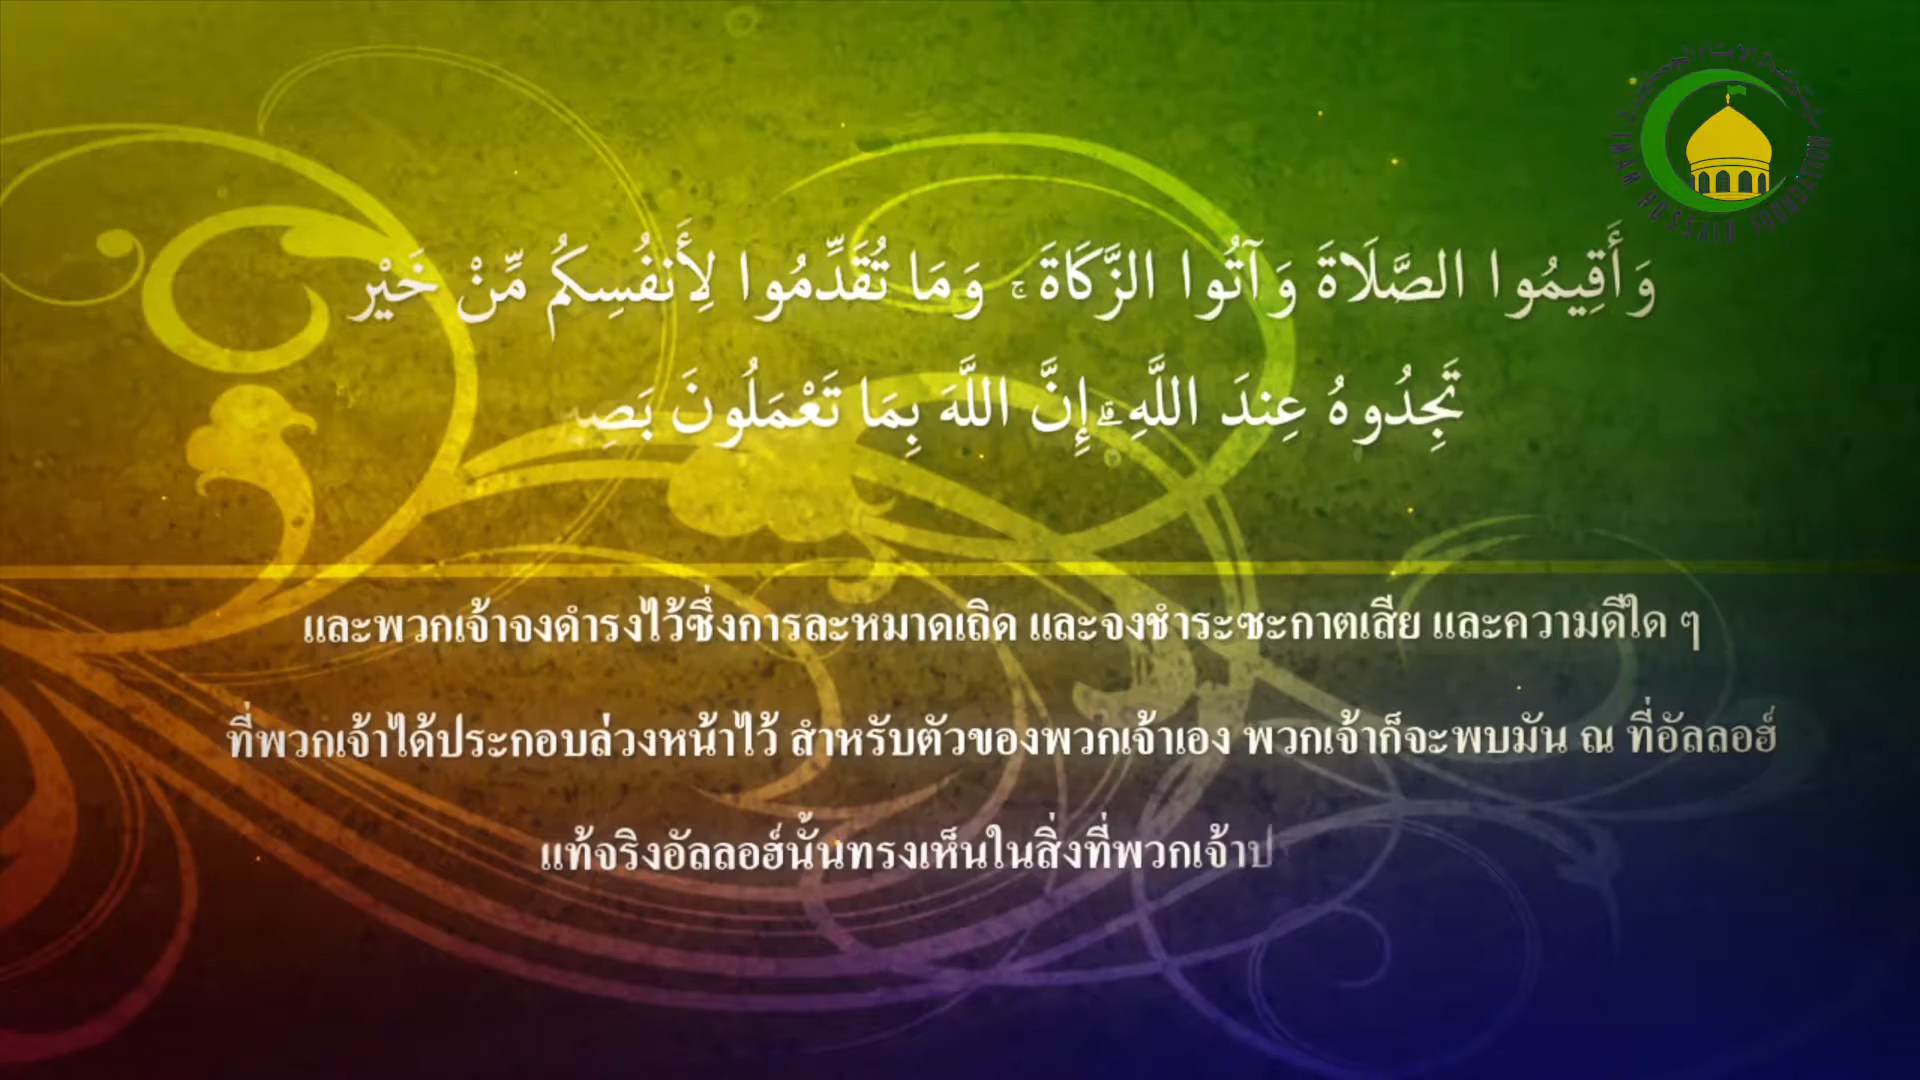 وَأَقِيمُوا الصَّلَاةَ وَآتُوا الزَّكَاةَ ۚ وَمَا تُقَدِّمُوا لِأَنفُسِكُم مِّنْ خَيْرٍ
تَجِدُوهُ عِندَ اللَّهِ ۗ إِنَّ اللَّهَ بِمَا تَعْمَلُونَ
และพวกเจ้าจงดำรงไว้ซึ่งการละหมาดเถิด และจงชำระซะกาตเสีย และความดีใด ๆ
ที่พวกเจ้าได้ประกอบล่วงหน้าไว้ สำหรับตัวของพวกเจ้าเอง พวกเจ้าก็จะพบมัน ณ ที่อัลลอฮ์
แท้จริงอัลลอฮ์นั้นทรงเห็นในสิ่งที่พวกเจ้า
IMAM HUSSAIN FOUNDATION